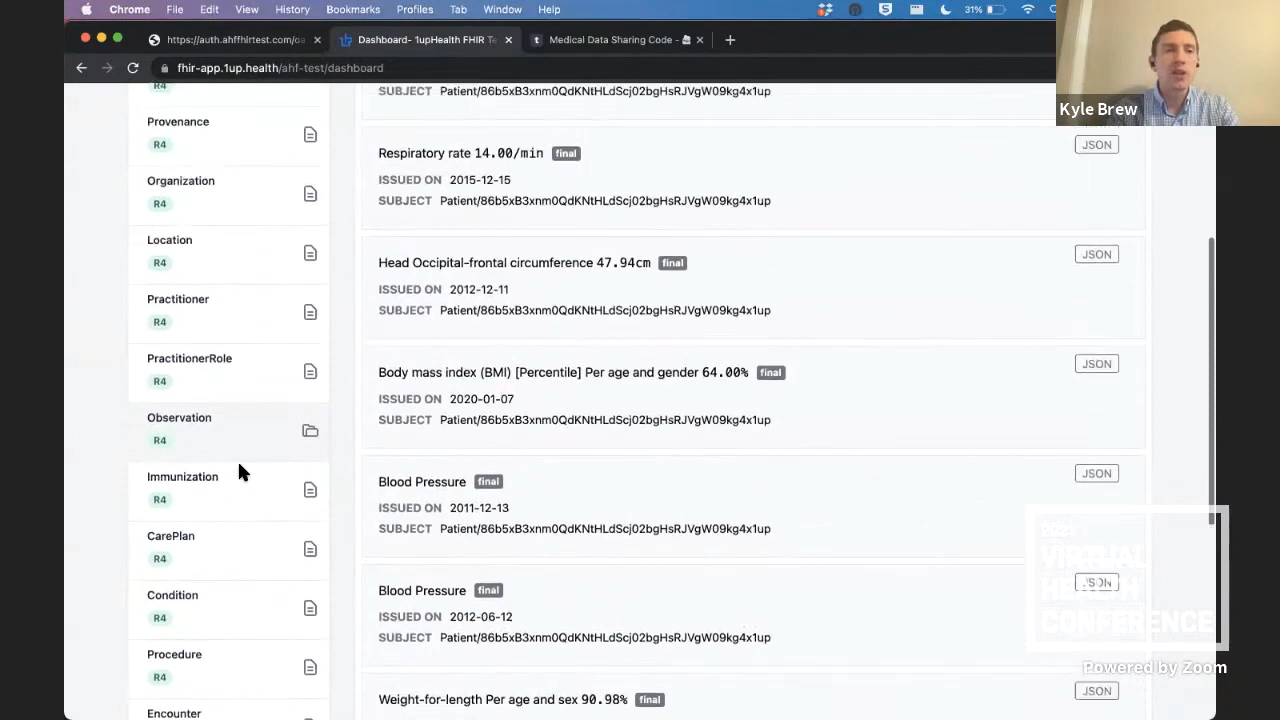 Chrome File Edit View History Bookmarks Profiles Tab Window Help 31%
https://auth.ahffhirtest.com/oa
Dashboard- 1upHealth FHIR Te
Medical Data Sharing Code -
fhir-app.1up.health/ahf-test/dashboard
Kyle Brew
R4
Provenance
R4
Organization
R4
Location
R4
Practitioner
R4
PractitionerRole
R4
Observation
R4
Immunization
R4
CarePlan
R4
Condition
R4
Procedure
R4
Encounter
SUBJECT Patient/86b5xB3xnm0QdKNtHLdScj02bgHsRJVgW09kg4x1up
Respiratory rate 14.00/min final JSON
ISSUED ON 2015-12-15
SUBJECT Patient/86b5xB3xnm0QdKNtHLdScj02bgHsRJVgW09kg4x1up
Head Occipital-frontal circumference 47.94cm final JSON
ISSUED ON 2012-12-11
SUBJECT Patient/86b5xB3xnm0QdKNtHLdScj02bgHsRJVgW09kg4x1up
Body mass index (BMI) [Percentile] Per age and gender 64.00% final JSON
ISSUED ON 2020-01-07
SUBJECT Patient/86b5xB3xnm0QdKNtHLdScj02bgHsRJVgW09kg4x1up
Blood Pressure final JSON
ISSUED ON 2011-12-13
SUBJECT Patient/86b5xB3xnm0QdKNtHLdScj02bgHsRJVgW09kg4x1up
Blood Pressure final JSON
ISSUED ON 2012-06-12
SUBJECT Patient/86b5xB3xnm0QdKNtHLdScj02bgHsRJVgW09kg4x1up
Weight-for-length Per age and sex 90.98% final JSON
VIRTUAL
HEALTH
CONFERENCE
Powered by Zoom